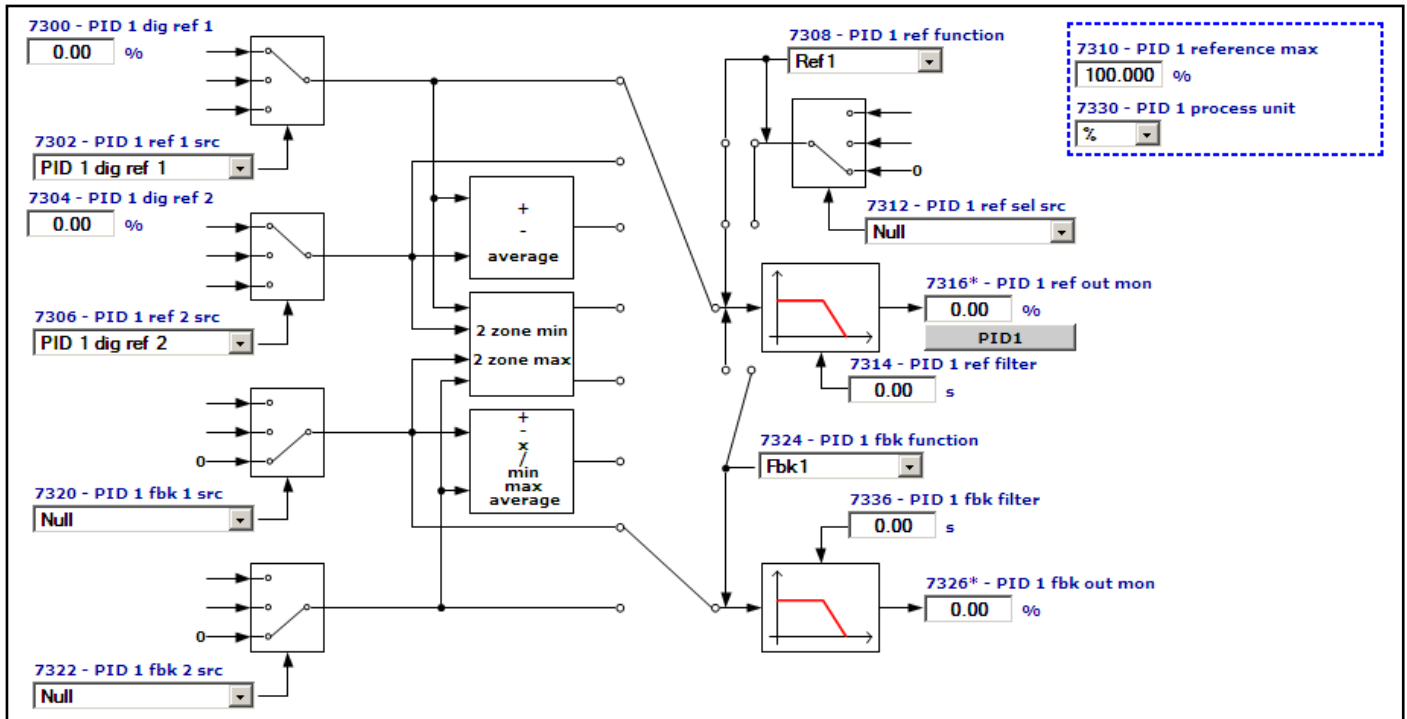 7300 - PID 1 dig ref 1
0.00 %
7302 - PID 1 ref 1 src
PID 1 dig ref 1
7304 - PID 1 dig ref 2
0.00 %
7306 - PID 1 ref 2 src
PID 1 dig ref 2
0
7320 - PID 1 fbk 1 src
Null
0
7322 - PID 1 fbk 2 src
Null
+
-
average
2 zone min
2 zone max
+
-
x
/
min
max
average
7308 - PID 1 ref function
Ref 1
0
7312 - PID 1 ref sel src
Null
7316* - PID 1 ref out mon
0.00 %
PID1
7314 - PID 1 ref filter
0.00 s
7324 - PID 1 fbk function
Fbk1
7336 - PID 1 fbk filter
0.00 s
7326* - PID 1 fbk out mon
0.00 %
7310 - PID 1 reference max
100.000 %
7330 - PID 1 process unit
%